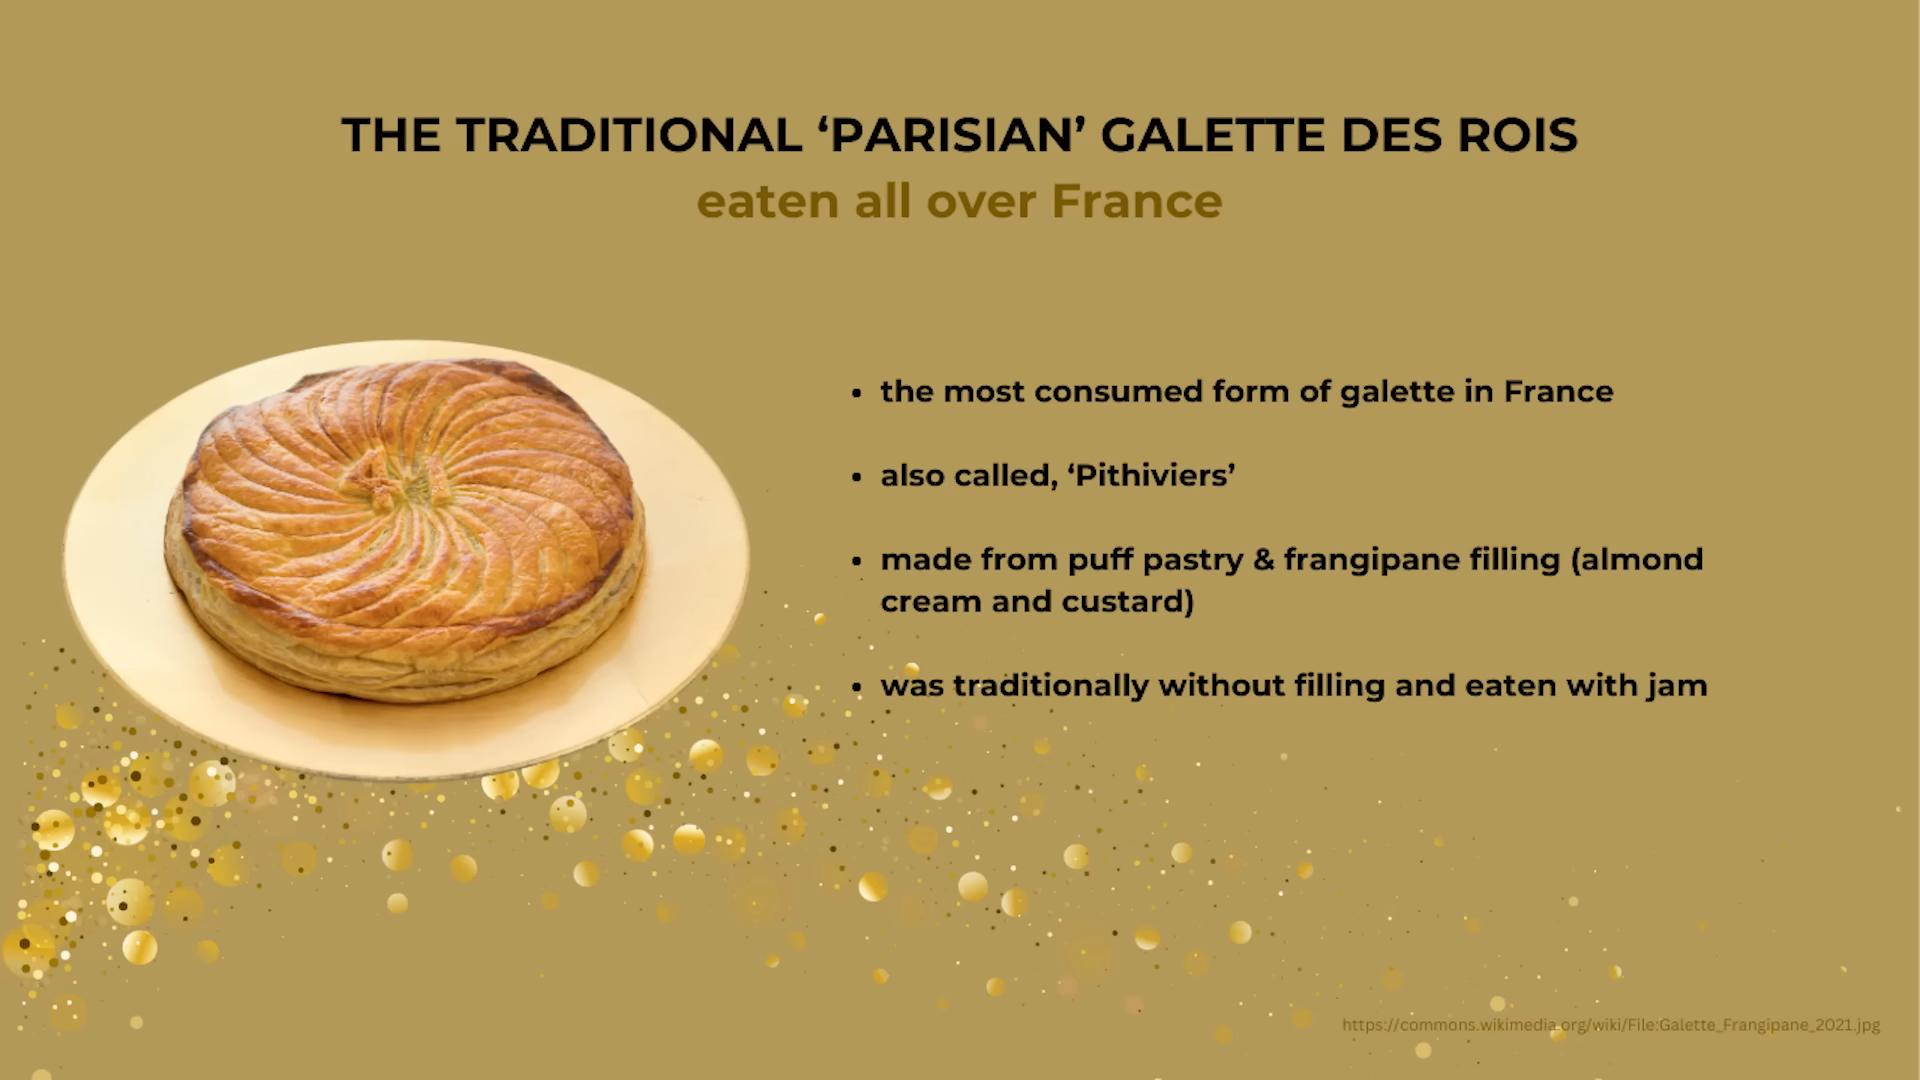 THE TRADITIONAL ‘PARISIAN’ GALETTE DES ROIS
eaten all over France
• the most consumed form of galette in France
• also called, ‘Pithiviers’
• made from puff pastry & frangipane filling (almond
cream and custard)
• was traditionally without filling and eaten with jam
https://commons.wikimedia.org/wiki/File:Galette_Frangipane_2021.jpg